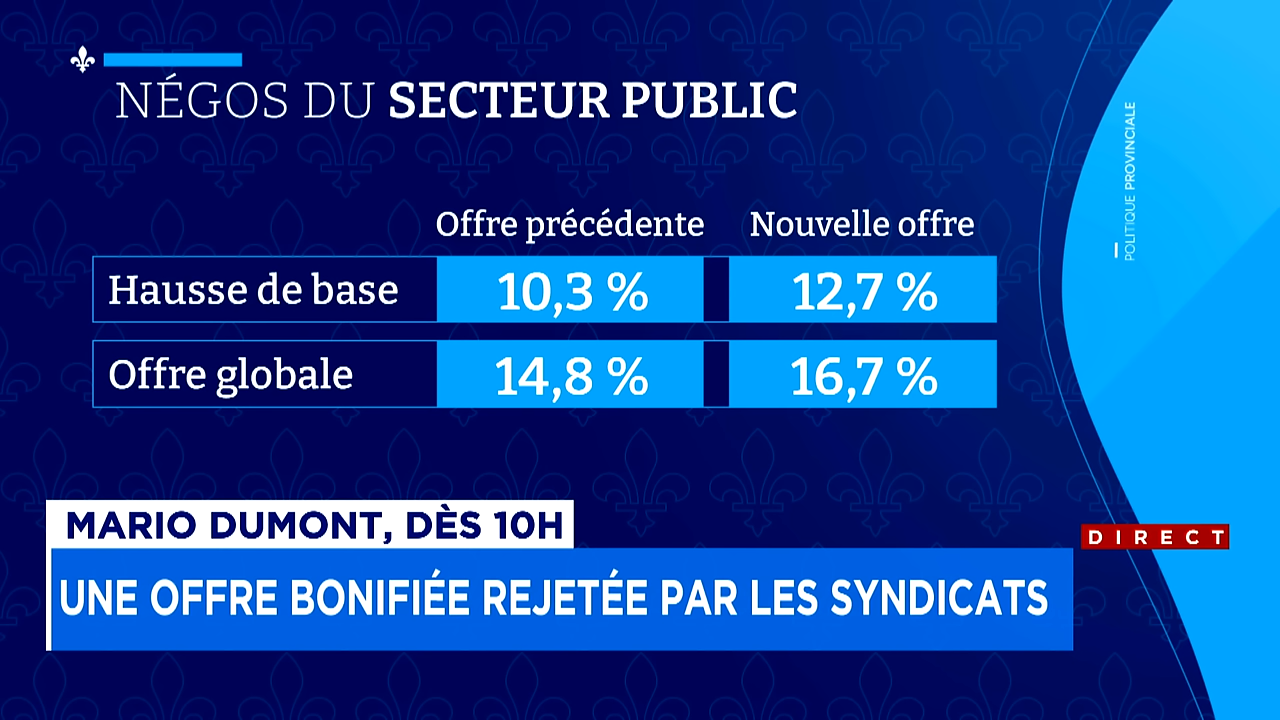 NÉGOS DU SECTEUR PUBLIC
Offre précédente Nouvelle offre
Hausse de base 10,3 % 12,7 %
Offre globale 14,8 % 16,7 %
POLITIQUE PROVINCIALE
MARIO DUMONT, DÈS 10H
DIRECT
UNE OFFRE BONIFIÉE REJETÉE PAR LES SYNDICATS